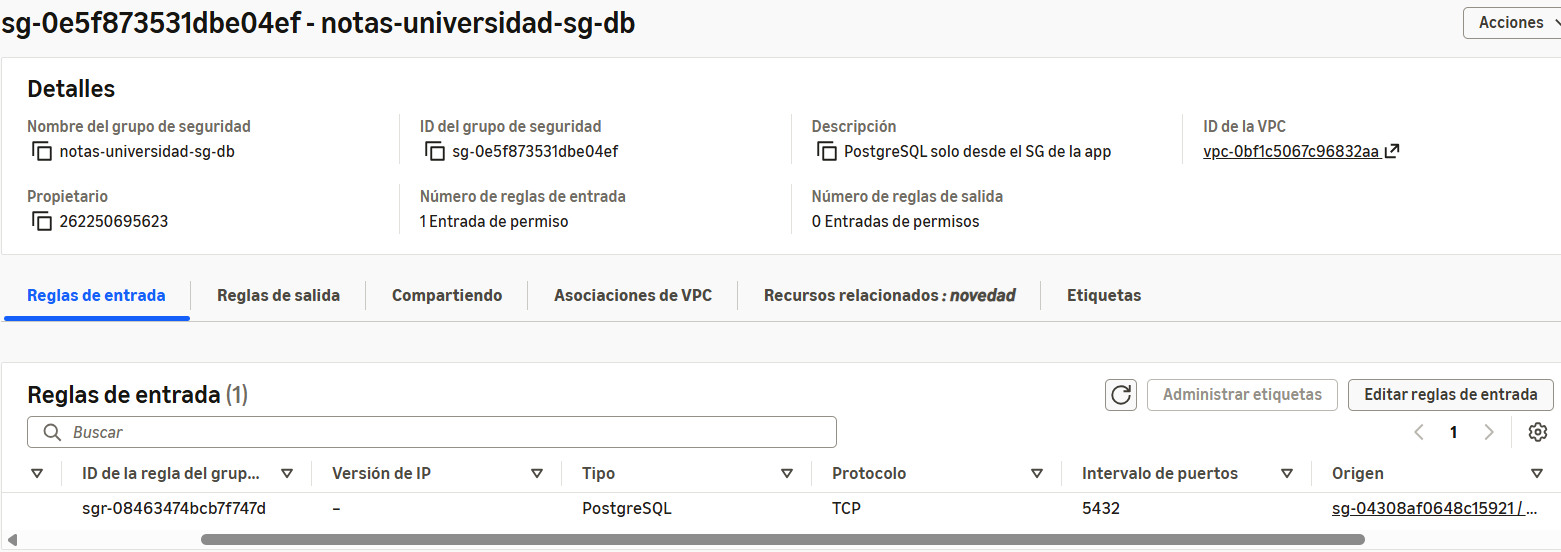 sg-0e5f873531dbe04ef - notas-universidad-sg-db
Acciones
Detalles
Nombre del grupo de seguridad
notas-universidad-sg-db
ID del grupo de seguridad
sg-0e5f873531dbe04ef
Descripción
PostgreSQL solo desde el SG de la app
ID de la VPC
vpc-0bf1c5067c96832aa
Propietario
262250695623
Número de reglas de entrada
1 Entrada de permiso
Número de reglas de salida
0 Entradas de permisos
Reglas de entrada
Reglas de salida
Compartiendo
Asociaciones de VPC
Recursos relacionados : novedad
Etiquetas
Reglas de entrada (1)
Administrar etiquetas
Editar reglas de entrada
Buscar
1
ID de la regla del grup... Versión de IP Tipo Protocolo Intervalo de puertos Origen
sgr-08463474bcb7f747d – PostgreSQL TCP 5432 sg-04308af0648c15921 / ...